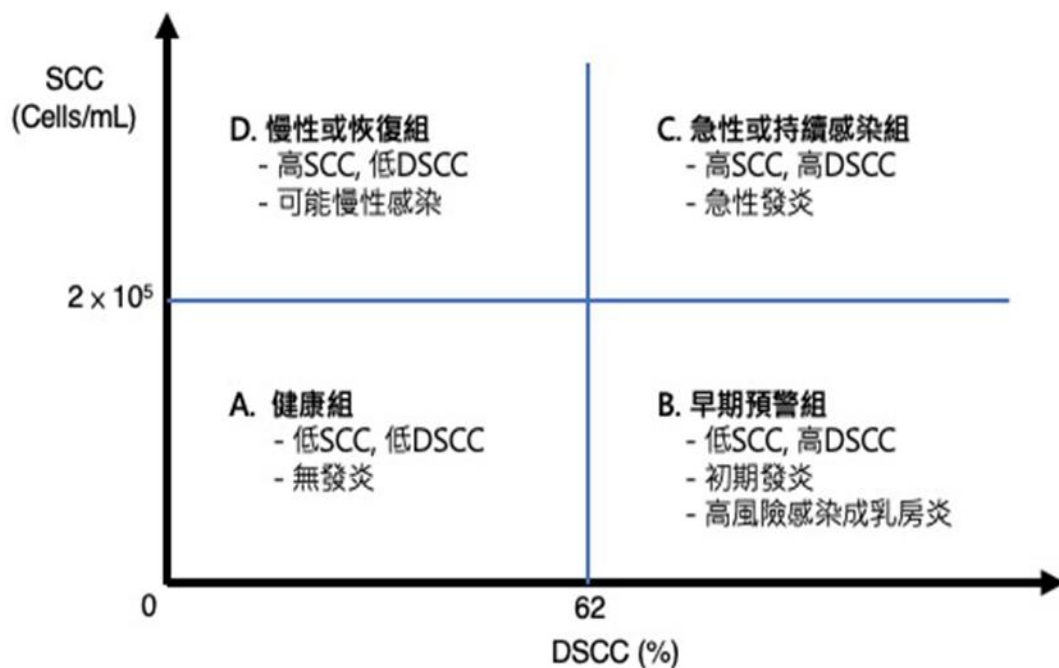 SCC
(Cells/mL)
D. 慢性或恢復組
- 高SCC, 低DSCC
- 可能慢性感染
C. 急性或持續感染組
- 高SCC, 高DSCC
- 急性發炎
2 x 10⁵
A. 健康組
- 低SCC, 低DSCC
- 無發炎
B. 早期預警組
- 低SCC, 高DSCC
- 初期發炎
- 高風險感染成乳房炎
0
62
DSCC (%)